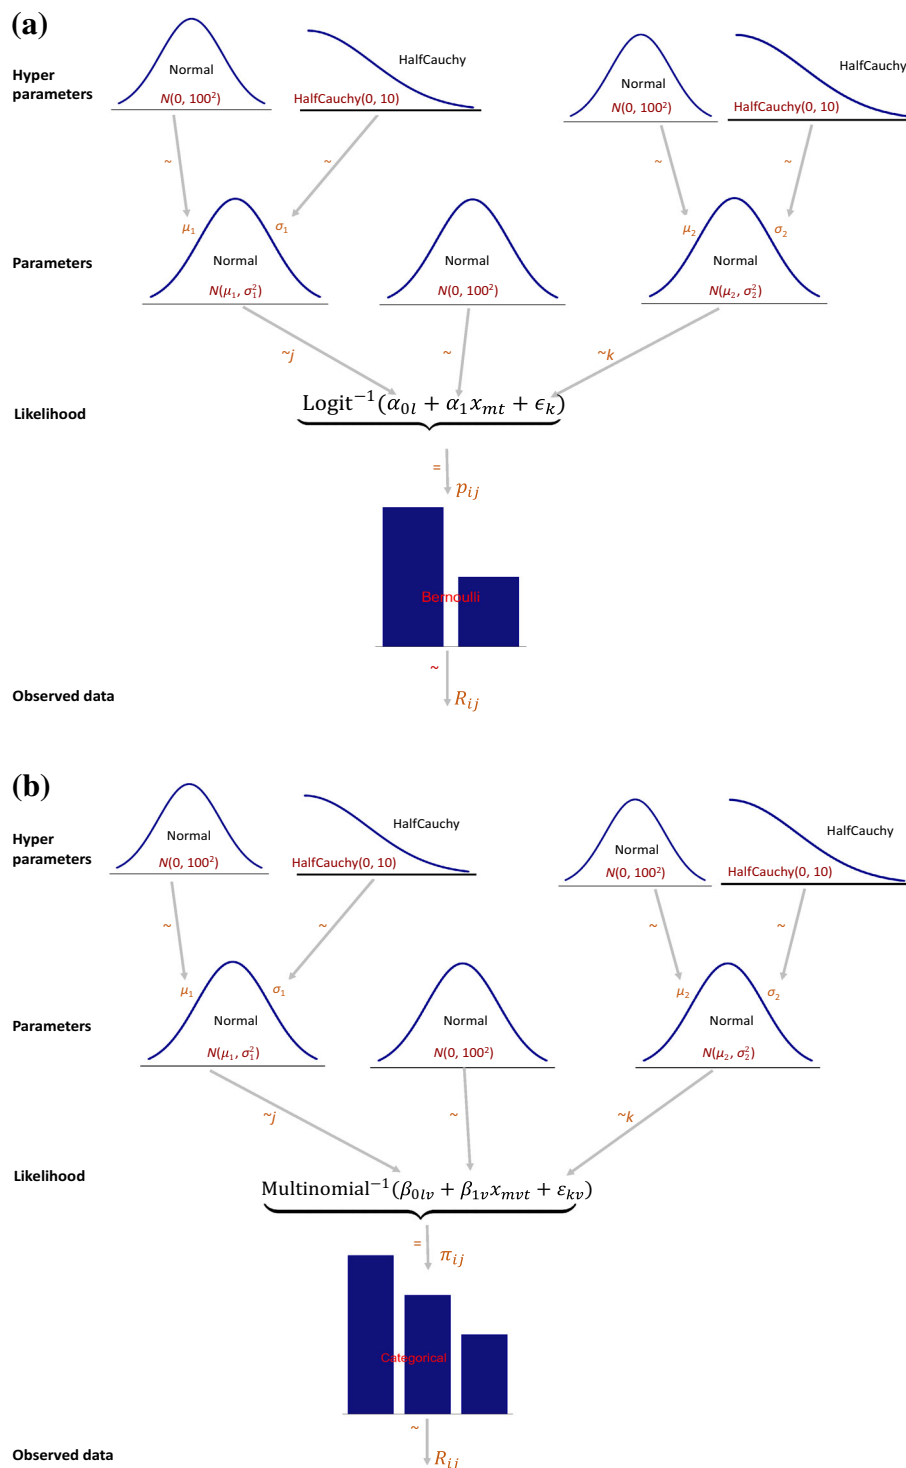 (a)
Hyper parameters
Normal
N(0, 100²)
HalfCauchy
HalfCauchy(0, 10)
Normal
N(0, 100²)
HalfCauchy
HalfCauchy(0, 10)
~
~
~
~
μ₁
σ₁
μ₂
σ₂
Parameters
Normal
N(μ₁, σ₁²)
Normal
N(0, 100²)
Normal
N(μ₂, σ₂²)
~j
~
~k
Likelihood
Logit⁻¹(α₀ₗ + α₁xₘₜ + ϵₖ)
=
pᵢⱼ
Bernoulli
~
Observed data
Rᵢⱼ
(b)
Hyper parameters
Normal
N(0, 100²)
HalfCauchy
HalfCauchy(0, 10)
Normal
N(0, 100²)
HalfCauchy
HalfCauchy(0, 10)
~
~
~
~
μ₁
σ₁
μ₂
σ₂
Parameters
Normal
N(μ₁, σ₁²)
Normal
N(0, 100²)
Normal
N(μ₂, σ₂²)
~j
~
~k
Likelihood
Multinomial⁻¹(β₀ₗᵥ + β₁ᵥxₘᵥₜ + εₖᵥ)
=
πᵢⱼ
Categorical
~
Observed data
Rᵢⱼ